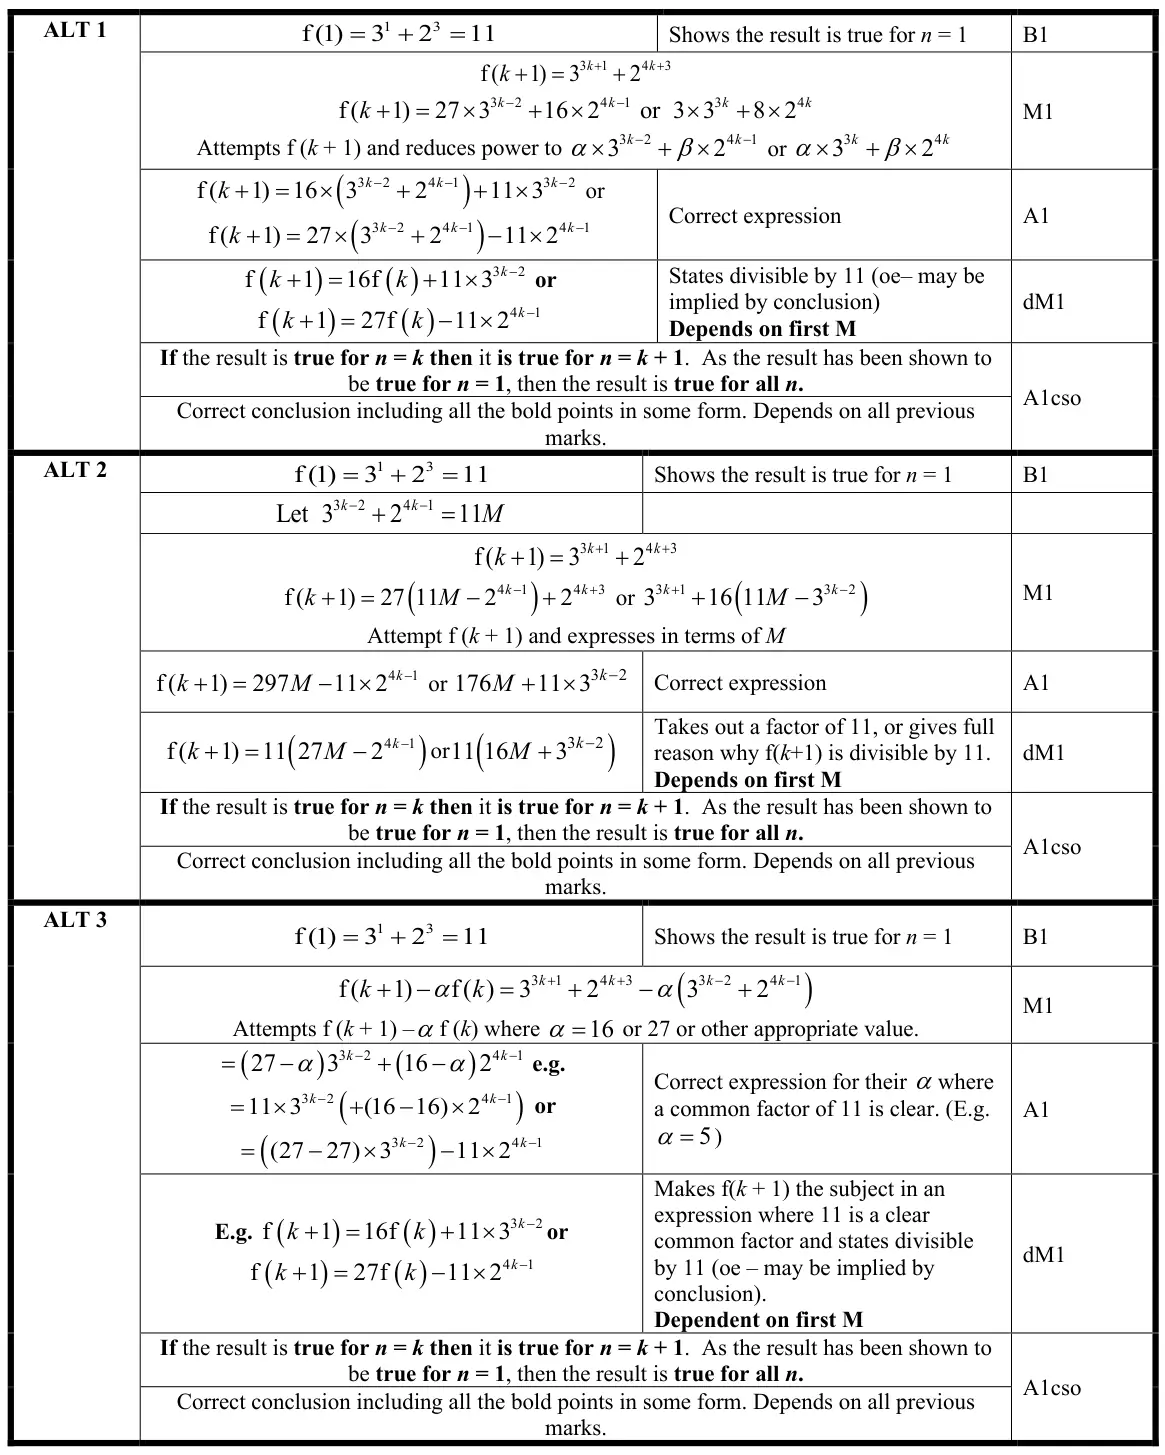 ALT 1
f(1) = 3¹ + 2³ = 11
Shows the result is true for n = 1
B1
f(k+1) = 3^{3k+1} + 2^{4k+3}
f(k+1) = 27×3^{3k−2} + 16×2^{4k−1} or 3×3^{3k} + 8×2^{4k}
Attempts f (k + 1) and reduces power to α×3^{3k−2} + β×2^{4k−1} or α×3^{3k} + β×2^{4k}
M1
f(k+1) = 16×(3^{3k−2} + 2^{4k−1}) + 11×3^{3k−2} or
f(k+1) = 27×(3^{3k−2} + 2^{4k−1}) − 11×2^{4k−1}
Correct expression
A1
f(k+1) = 16f(k) + 11×3^{3k−2} or
f(k+1) = 27f(k) − 11×2^{4k−1}
States divisible by 11 (oe– may be
implied by conclusion)
Depends on first M
dM1
If the result is true for n = k then it is true for n = k + 1. As the result has been shown to
be true for n = 1, then the result is true for all n.
Correct conclusion including all the bold points in some form. Depends on all previous
marks.
A1cso
ALT 2
f(1) = 3¹ + 2³ = 11
Shows the result is true for n = 1
B1
Let 3^{3k−2} + 2^{4k−1} = 11M
f(k+1) = 3^{3k+1} + 2^{4k+3}
f(k+1) = 27(11M − 2^{4k−1}) + 2^{4k+3} or 3^{3k+1} + 16(11M − 3^{3k−2})
Attempt f (k + 1) and expresses in terms of M
M1
f(k+1) = 297M − 11×2^{4k−1} or 176M + 11×3^{3k−2}
Correct expression
A1
f(k+1) = 11(27M − 2^{4k−1}) or 11(16M + 3^{3k−2})
Takes out a factor of 11, or gives full
reason why f(k+1) is divisible by 11.
Depends on first M
dM1
If the result is true for n = k then it is true for n = k + 1. As the result has been shown to
be true for n = 1, then the result is true for all n.
Correct conclusion including all the bold points in some form. Depends on all previous
marks.
A1cso
ALT 3
f(1) = 3¹ + 2³ = 11
Shows the result is true for n = 1
B1
f(k+1) − αf(k) = 3^{3k+1} + 2^{4k+3} − α(3^{3k−2} + 2^{4k−1})
Attempts f (k + 1) – α f (k) where α = 16 or 27 or other appropriate value.
M1
= (27 − α)3^{3k−2} + (16 − α)2^{4k−1} e.g.
= 11×3^{3k−2} (+(16−16)×2^{4k−1}) or
= ((27−27)×3^{3k−2}) − 11×2^{4k−1}
Correct expression for their α where
a common factor of 11 is clear. (E.g.
α = 5)
A1
E.g. f(k+1) = 16f(k) + 11×3^{3k−2} or
f(k+1) = 27f(k) − 11×2^{4k−1}
Makes f(k + 1) the subject in an
expression where 11 is a clear
common factor and states divisible
by 11 (oe – may be implied by
conclusion).
Dependent on first M
dM1
If the result is true for n = k then it is true for n = k + 1. As the result has been shown to
be true for n = 1, then the result is true for all n.
Correct conclusion including all the bold points in some form. Depends on all previous
marks.
A1cso